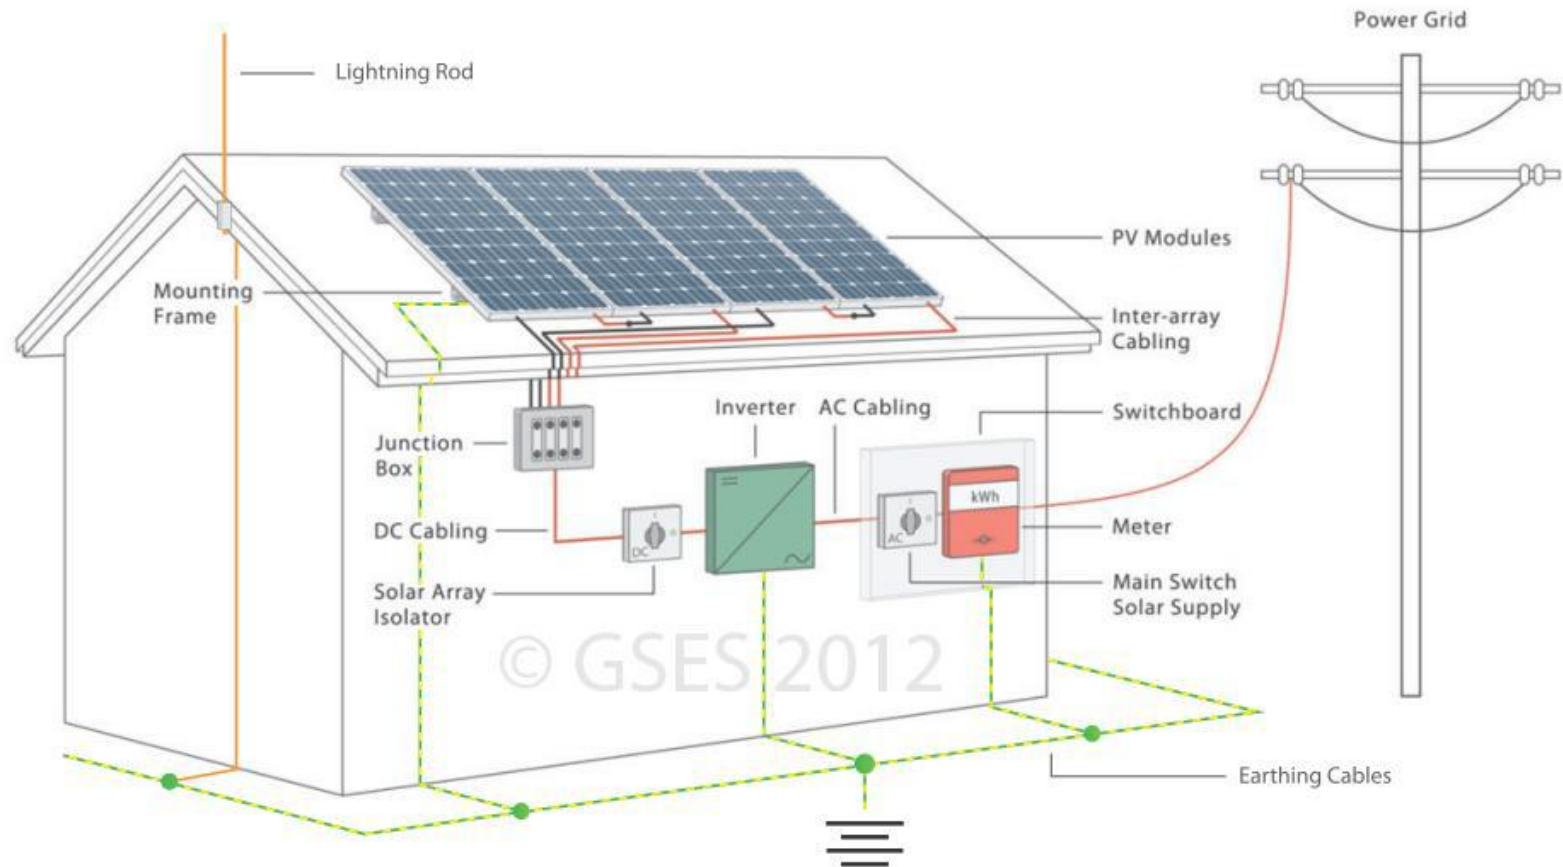 Power Grid
Lightning Rod
PV Modules
Mounting
Frame
Inter-array
Cabling
Inverter
AC Cabling
Switchboard
Junction
Box
kWh
DC Cabling
Meter
AC
DC
Solar Array
Isolator
Main Switch
Solar Supply
© GSES 2012
Earthing Cables